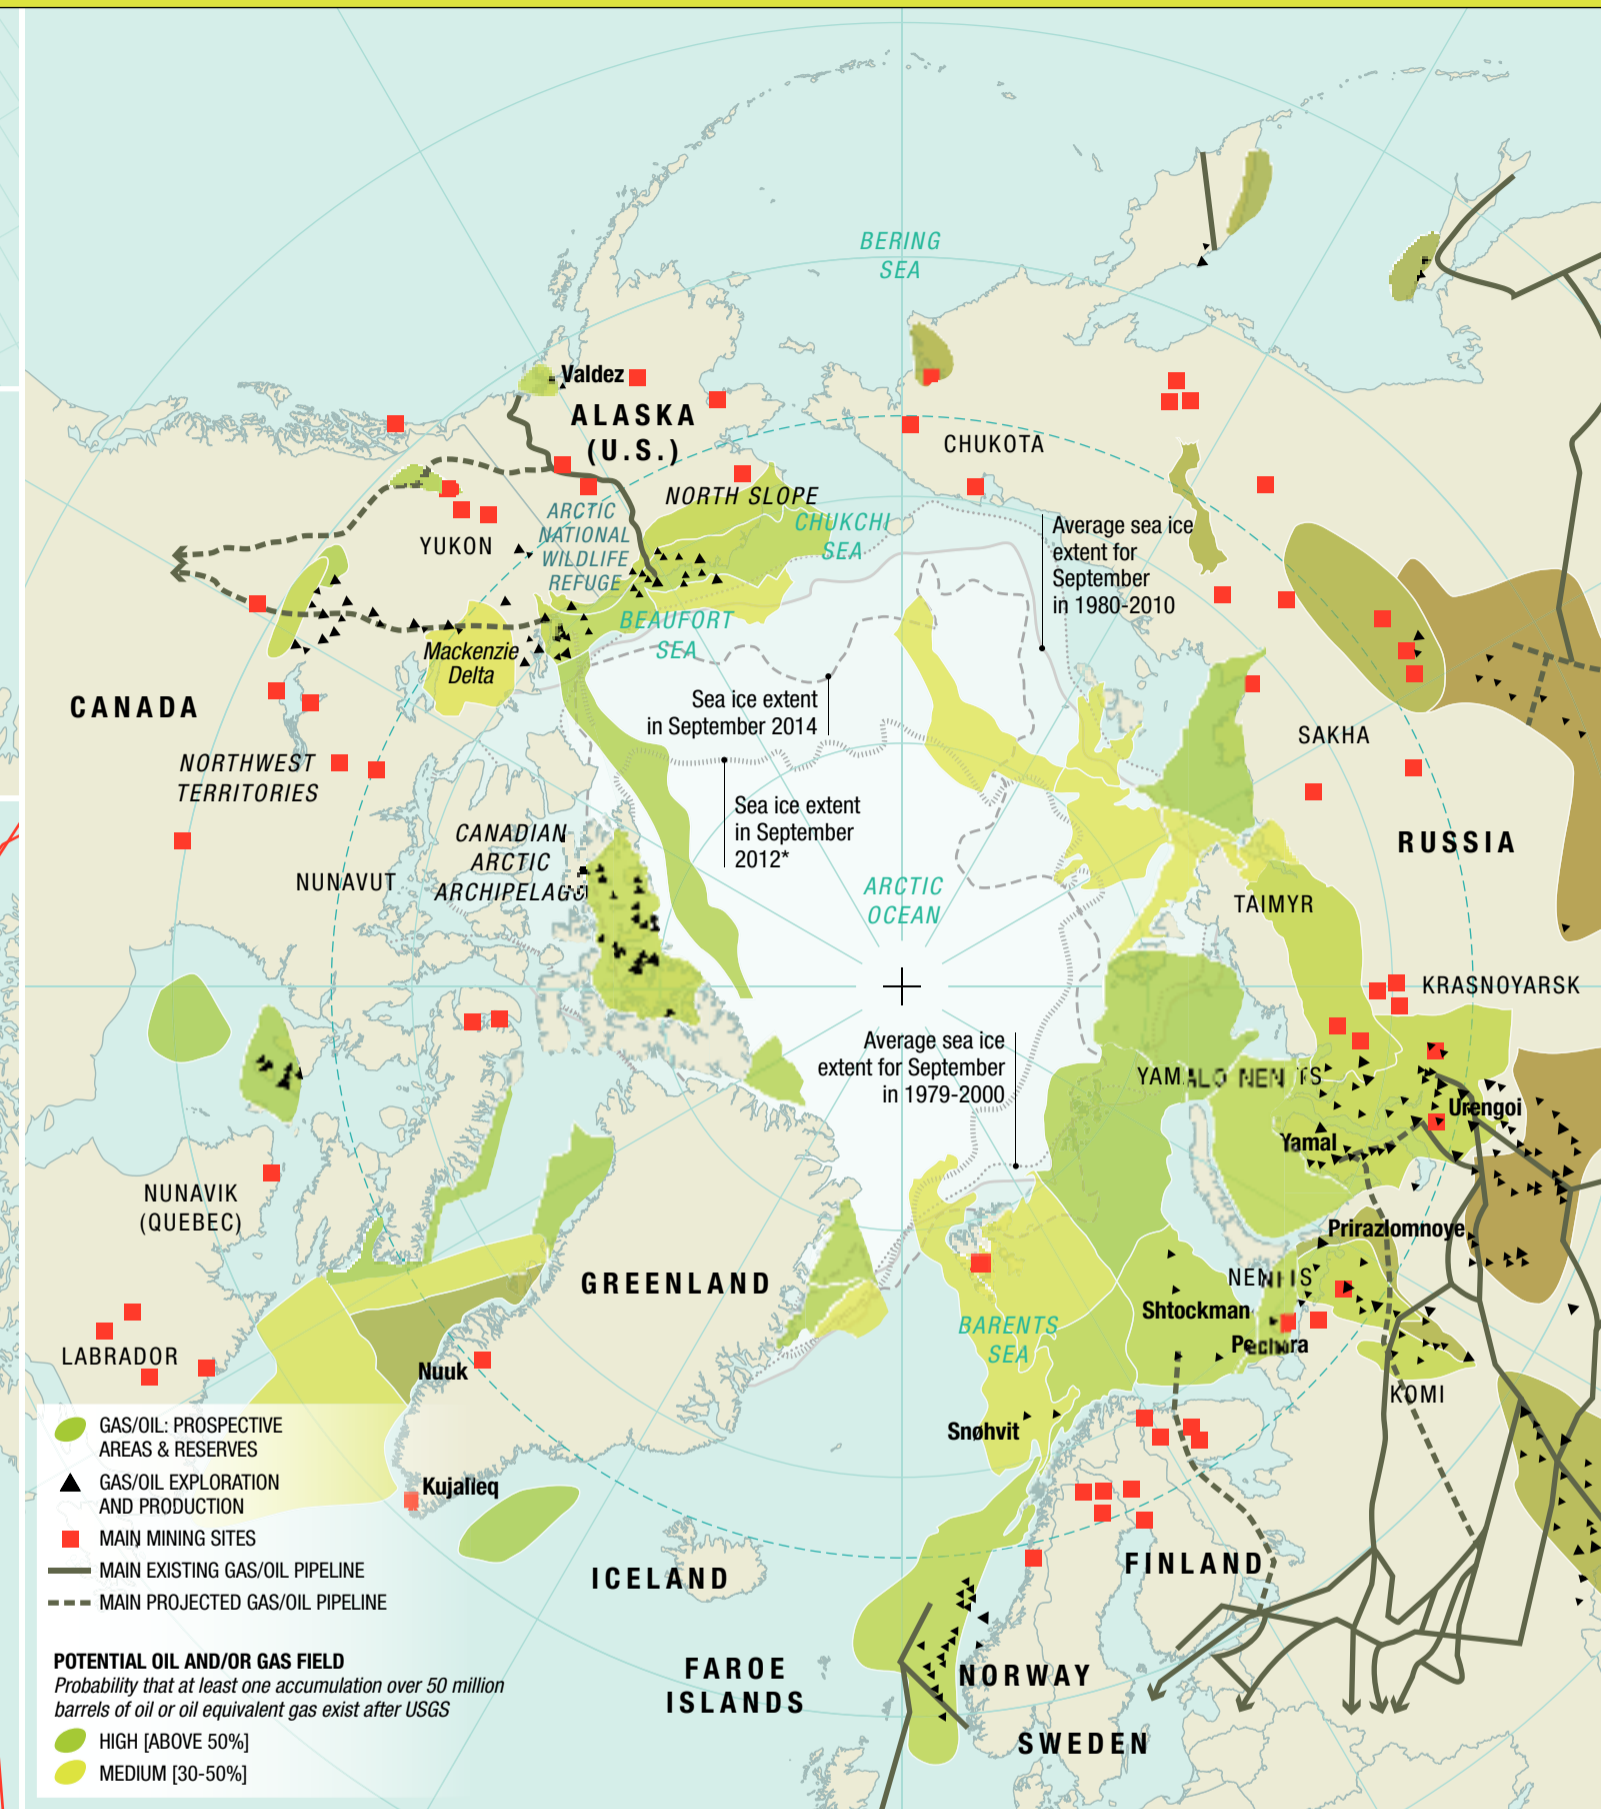 BERING
SEA
Valdez
ALASKA
(U.S.)
CHUKOTA
NORTH SLOPE
ARCTIC
NATIONAL
WILDLIFE
REFUGE
CHUKCHI
SEA
Average sea ice
extent for
September
in 1980-2010
YUKON
BEAUFORT
SEA
Mackenzie
Delta
CANADA
Sea ice extent
in September 2014
SAKHA
NORTHWEST
TERRITORIES
Sea ice extent
in September
2012*
RUSSIA
CANADIAN
ARCTIC
ARCHIPELAGO
NUNAVUT
ARCTIC
OCEAN
TAIMYR
KRASNOYARSK
Average sea ice
extent for September
in 1979-2000
YAMALO NENETS
Urengoi
Yamal
NUNAVIK
(QUEBEC)
Prirazlomnoye
GREENLAND
NENETS
Shtockman
BARENTS
SEA
Pechora
LABRADOR
Nuuk
KOMI
Snøhvit
Kujalleq
GAS/OIL: PROSPECTIVE
AREAS & RESERVES
GAS/OIL EXPLORATION
AND PRODUCTION
MAIN MINING SITES
MAIN EXISTING GAS/OIL PIPELINE
MAIN PROJECTED GAS/OIL PIPELINE
ICELAND
FINLAND
POTENTIAL OIL AND/OR GAS FIELD
Probability that at least one accumulation over 50 million
barrels of oil or oil equivalent gas exist after USGS
HIGH [ABOVE 50%]
MEDIUM [30-50%]
FAROE
ISLANDS
NORWAY
SWEDEN